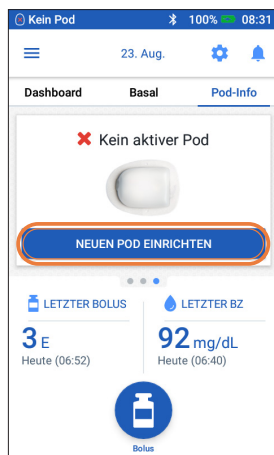 Kein Pod 100% 08:31
23. Aug.
Dashboard Basal Pod-Info
Kein aktiver Pod
NEUEN POD EINRICHTEN
LETZTER BOLUS LETZTER BZ
3 E 92 mg/dL
Heute (06:52) Heute (06:40)
Bolus